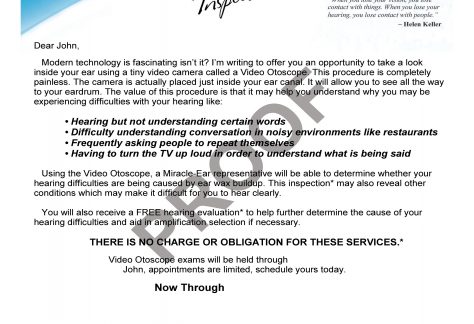 Inspe
"When you lose your vision, you lose
contact with things. When you lose your
hearing, you lose contact with people."
~ Helen Keller
Dear John,
Modern technology is fascinating isn't it? I'm writing to offer you an opportunity to take a look
inside your ear using a tiny video camera called a Video Otoscope. This procedure is completely
painless. The camera is actually placed just inside your ear canal. It will allow you to see all the way
to your eardrum. The value of this procedure is that it may help you understand why you may be
experiencing difficulties with your hearing like:
• Hearing but not understanding certain words
• Difficulty understanding conversation in noisy environments like restaurants
• Frequently asking people to repeat themselves
• Having to turn the TV up loud in order to understand what is being said
Using the Video Otoscope, a Miracle-Ear representative will be able to determine whether your
hearing difficulties are being caused by ear wax buildup. This inspection* may also reveal other
conditions which may make it difficult for you to hear clearly.
You will also receive a FREE hearing evaluation* to help further determine the cause of your
hearing difficulties and aid in amplification selection if necessary.
THERE IS NO CHARGE OR OBLIGATION FOR THESE SERVICES.*
Video Otoscope exams will be held through
John, appointments are limited, schedule yours today.
Now Through
PROOF